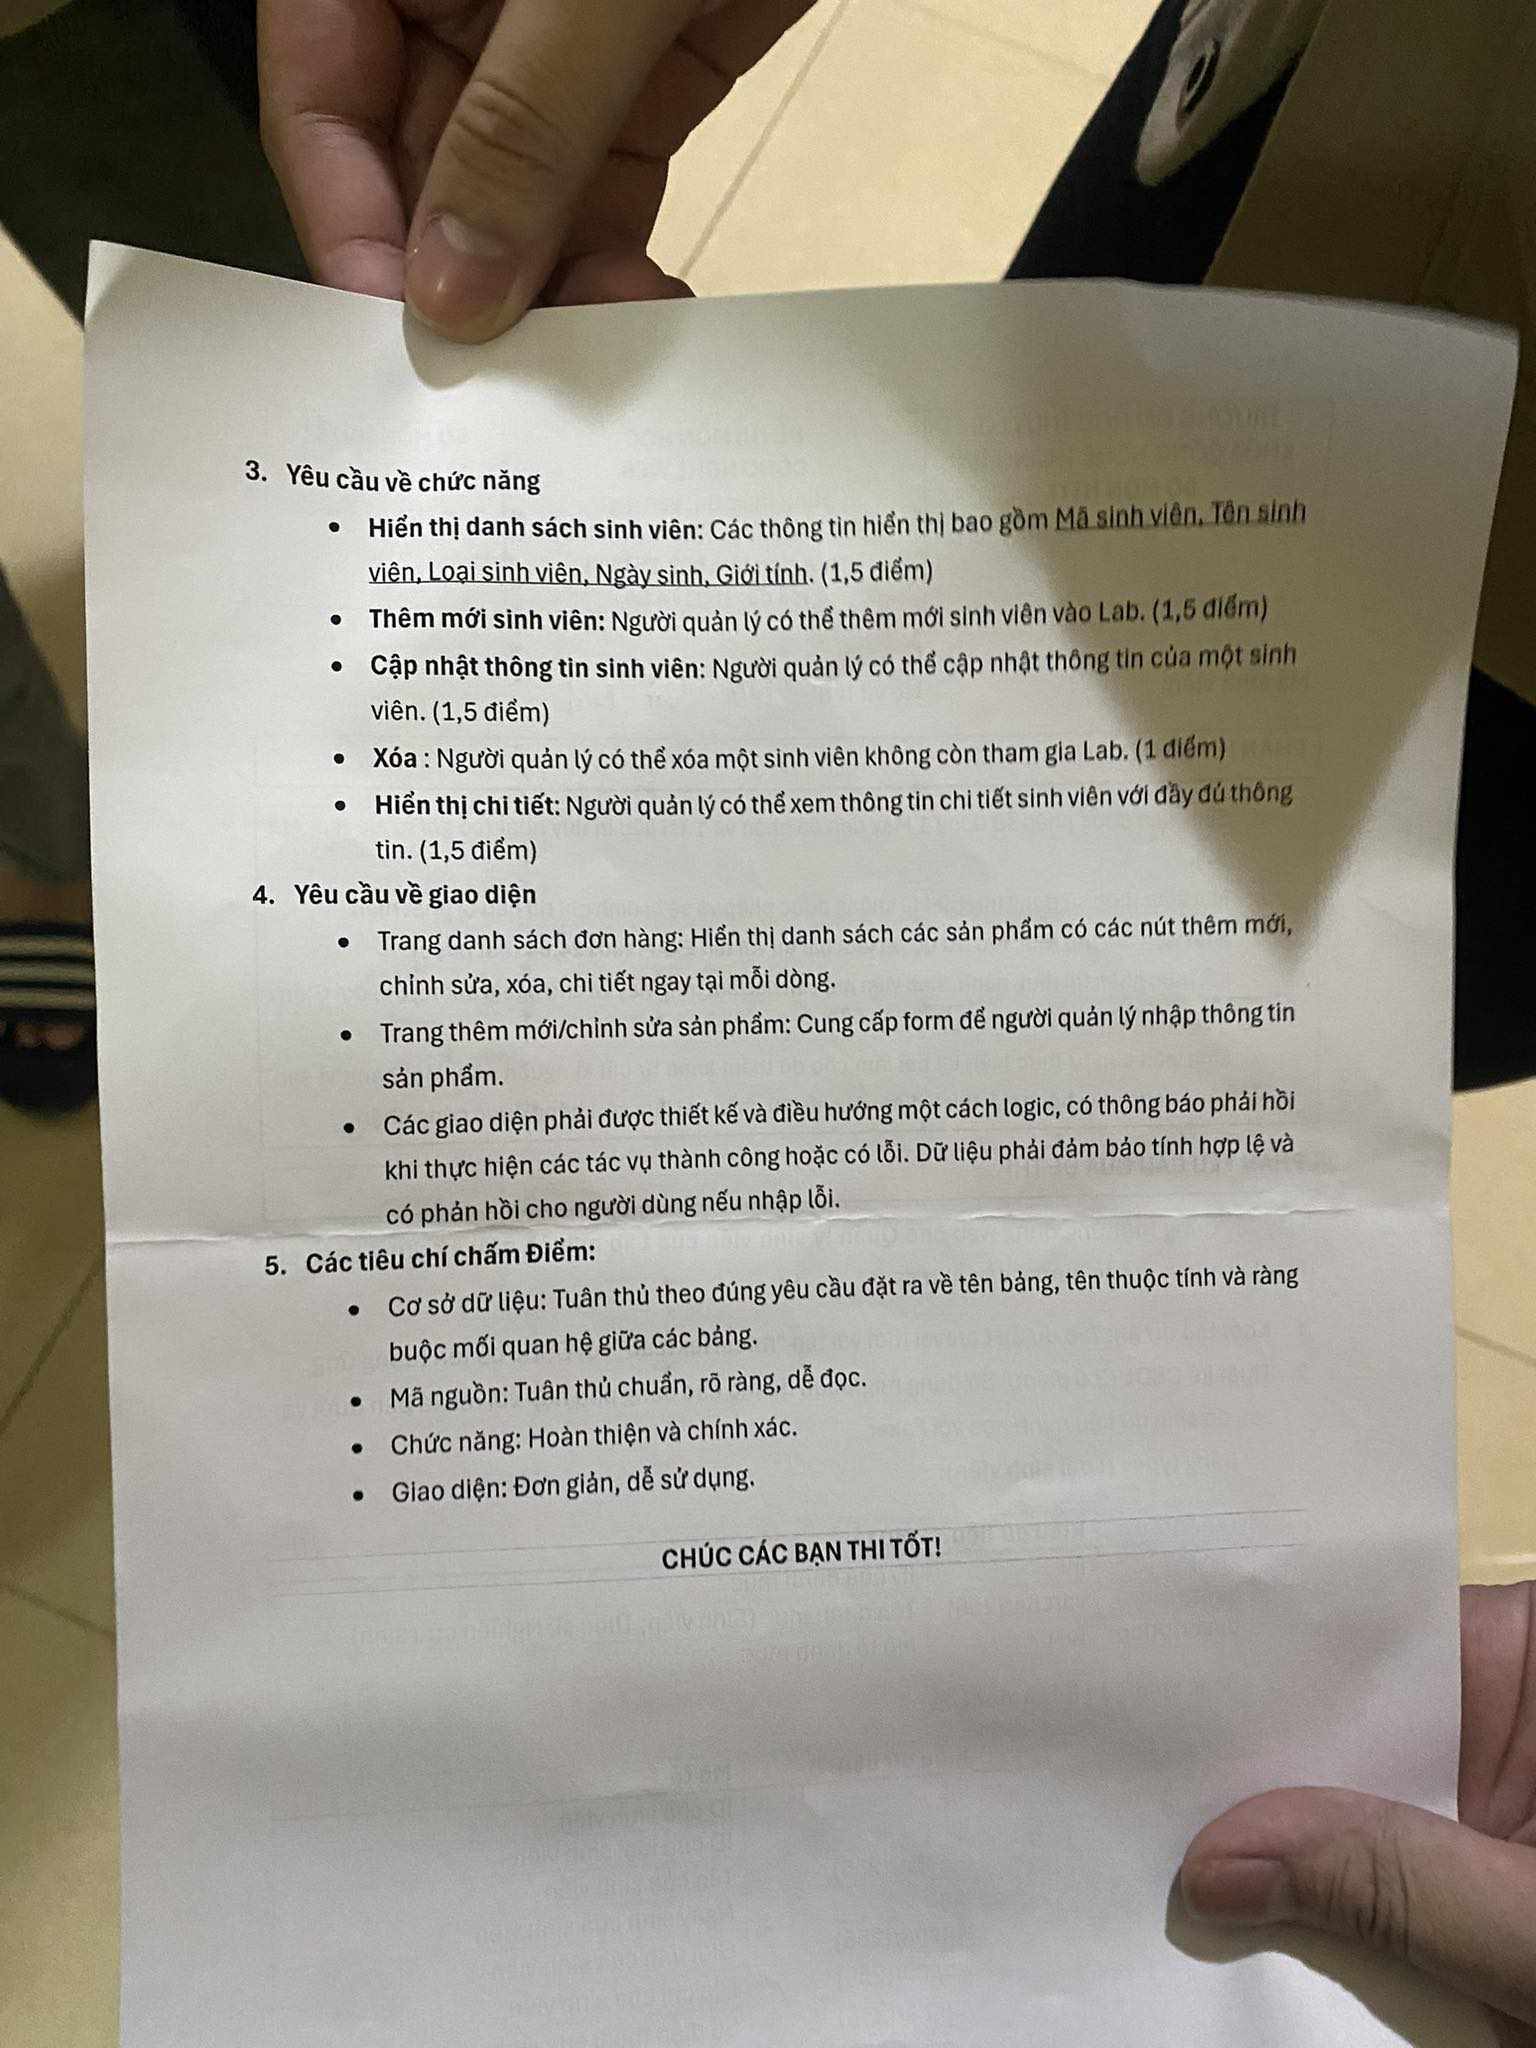 3. Yêu cầu về chức năng
• Hiển thị danh sách sinh viên: Các thông tin hiển thị bao gồm Mã sinh viên, Tên sinh
viên, Loại sinh viên, Ngày sinh, Giới tính. (1,5 điểm)
• Thêm mới sinh viên: Người quản lý có thể thêm mới sinh viên vào Lab. (1,5 điểm)
• Cập nhật thông tin sinh viên: Người quản lý có thể cập nhật thông tin của một sinh
viên. (1,5 điểm)
• Xóa : Người quản lý có thể xóa một sinh viên không còn tham gia Lab. (1 điểm)
• Hiển thị chi tiết: Người quản lý có thể xem thông tin chi tiết sinh viên với đầy đủ thông
tin. (1,5 điểm)
4. Yêu cầu về giao diện
• Trang danh sách đơn hàng: Hiển thị danh sách các sản phẩm có các nút thêm mới,
chỉnh sửa, xóa, chi tiết ngay tại mỗi dòng.
• Trang thêm mới/chỉnh sửa sản phẩm: Cung cấp form để người quản lý nhập thông tin
sản phẩm.
• Các giao diện phải được thiết kế và điều hướng một cách logic, có thông báo phải hồi
khi thực hiện các tác vụ thành công hoặc có lỗi. Dữ liệu phải đảm bảo tính hợp lệ và
có phản hồi cho người dùng nếu nhập lỗi.
5. Các tiêu chí chấm Điểm:
• Cơ sở dữ liệu: Tuân thủ theo đúng yêu cầu đặt ra về tên bảng, tên thuộc tính và ràng
buộc mối quan hệ giữa các bảng.
• Mã nguồn: Tuân thủ chuẩn, rõ ràng, dễ đọc.
• Chức năng: Hoàn thiện và chính xác.
• Giao diện: Đơn giản, dễ sử dụng.
CHÚC CÁC BẠN THI TỐT!